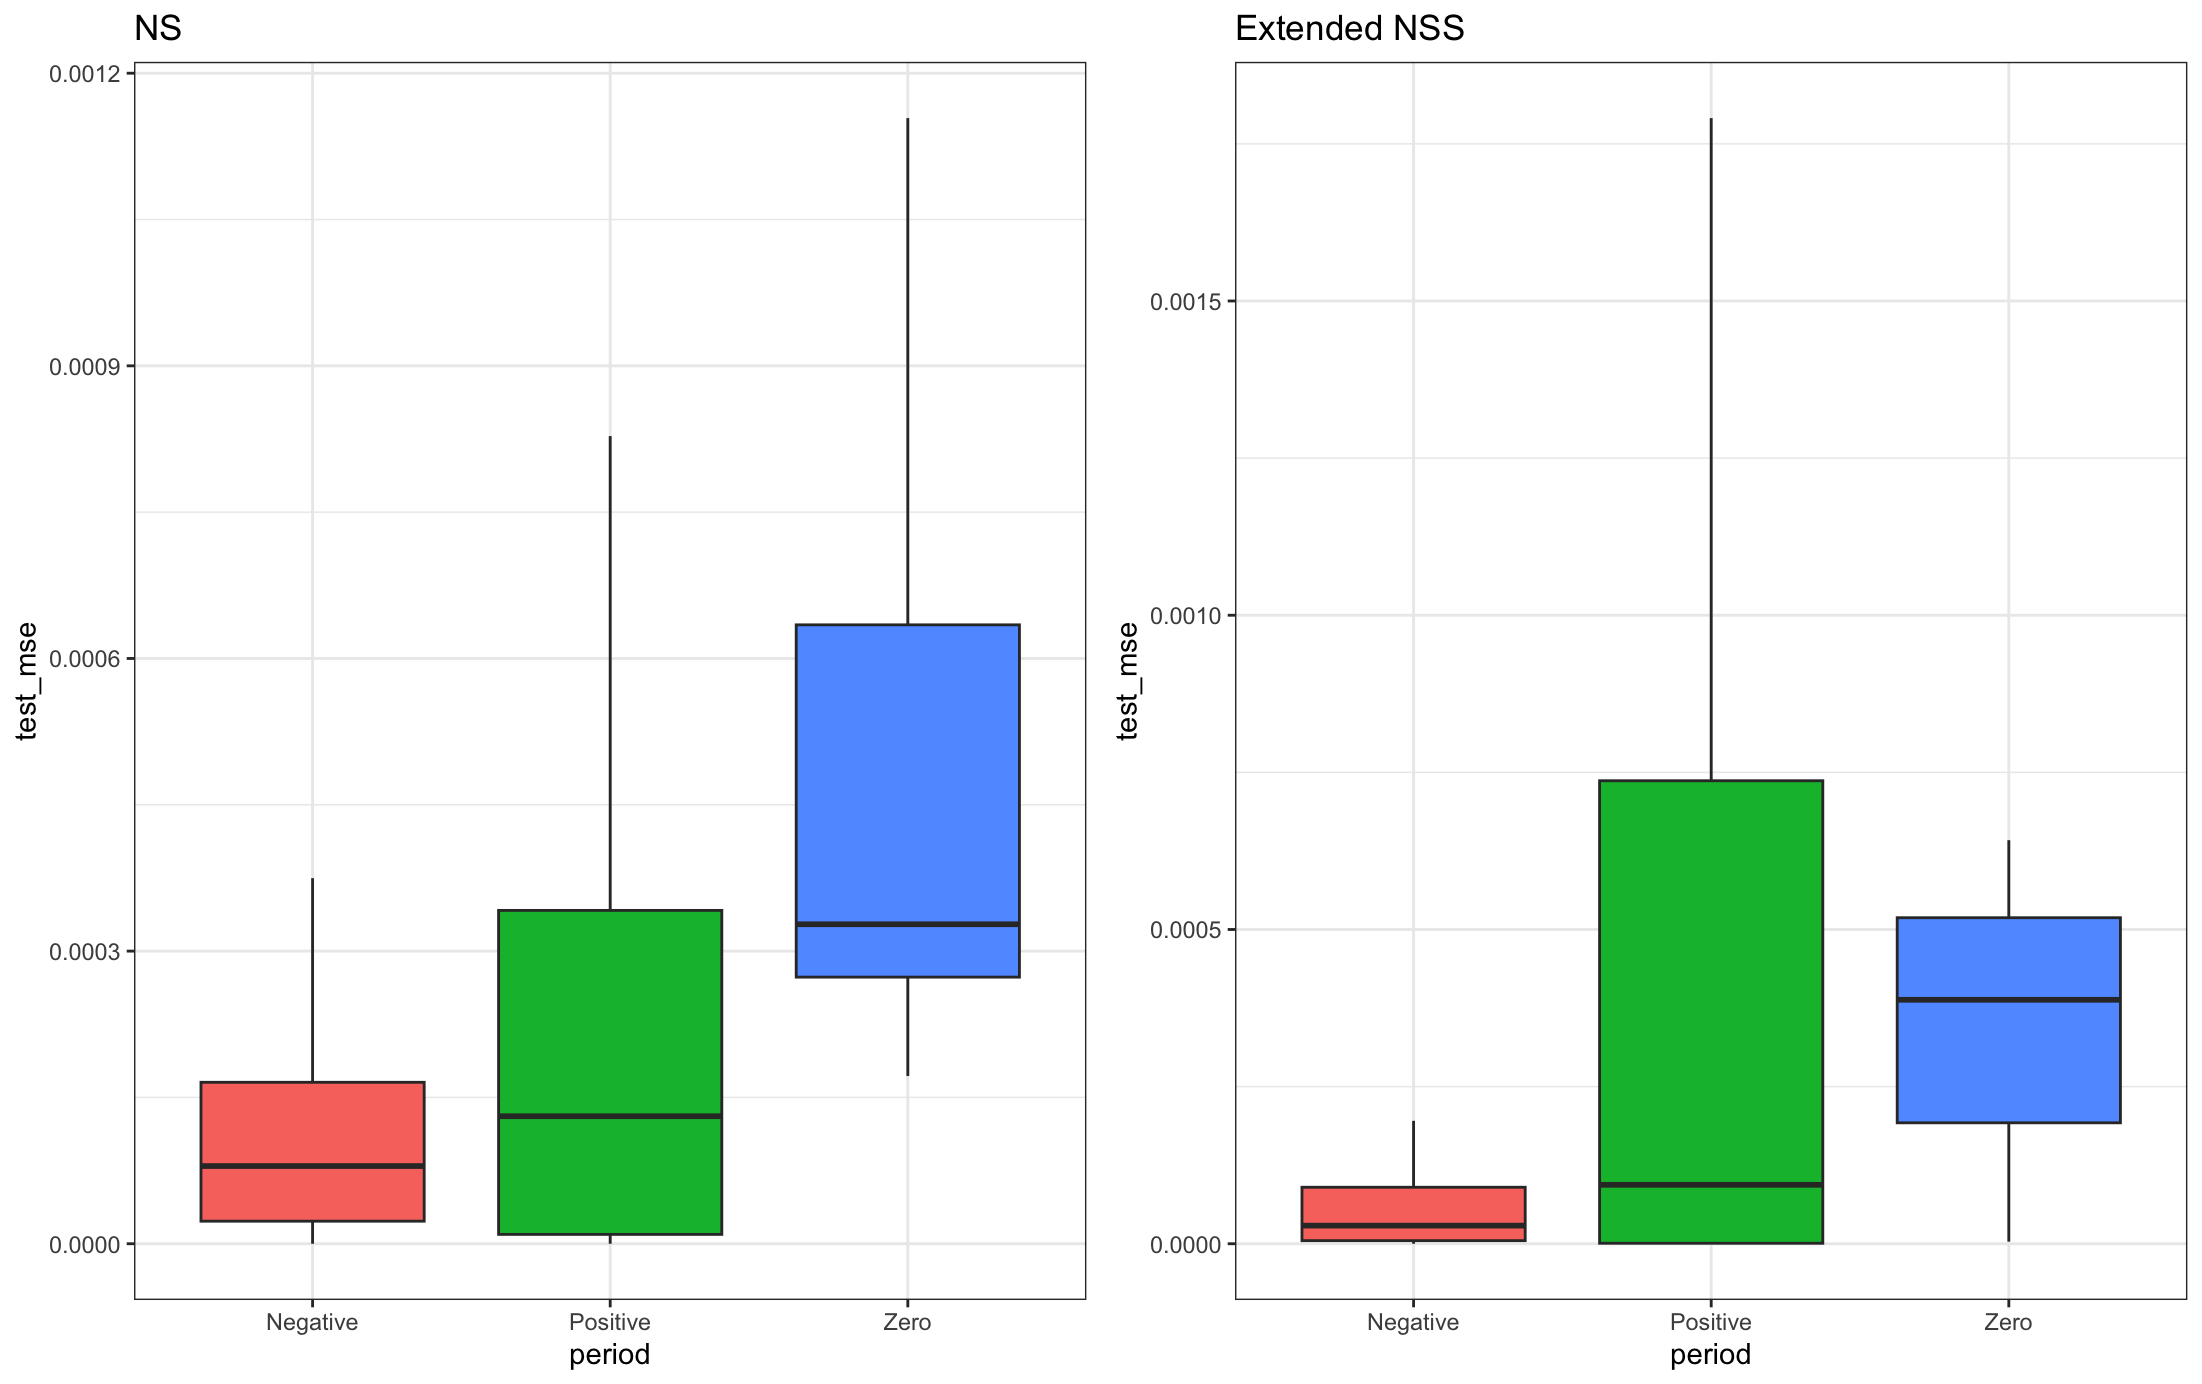 NS
0.0012
0.0009
0.0006
0.0003
0.0000
test_mse
Negative
Positive
Zero
period
Extended NSS
0.0015
0.0010
0.0005
0.0000
test_mse
Negative
Positive
Zero
period